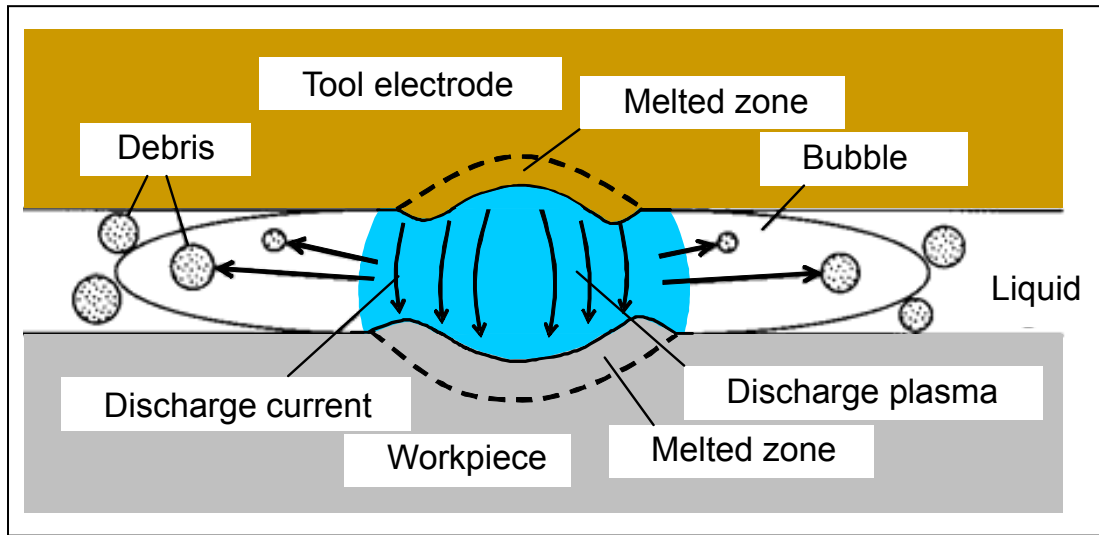 Tool electrode
Melted zone
Debris
Bubble
Liquid
Discharge current
Discharge plasma
Workpiece
Melted zone